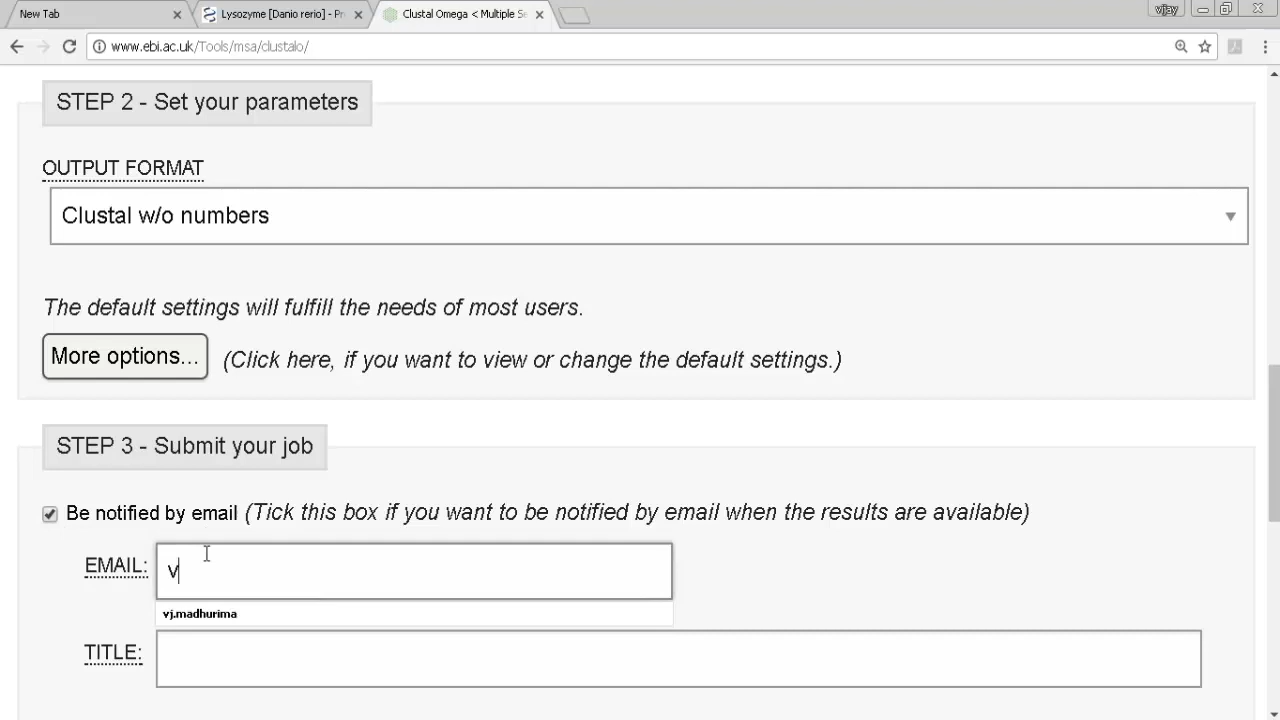 New Tab
Lysozyme [Danio rerio] - Pr
Clustal Omega < Multiple Se
vjay
www.ebi.ac.uk/Tools/msa/clustalo/
STEP 2 - Set your parameters
OUTPUT FORMAT
Clustal w/o numbers
The default settings will fulfill the needs of most users.
More options... (Click here, if you want to view or change the default settings.)
STEP 3 - Submit your job
Be notified by email (Tick this box if you want to be notified by email when the results are available)
EMAIL: v
vj.madhurima
TITLE: